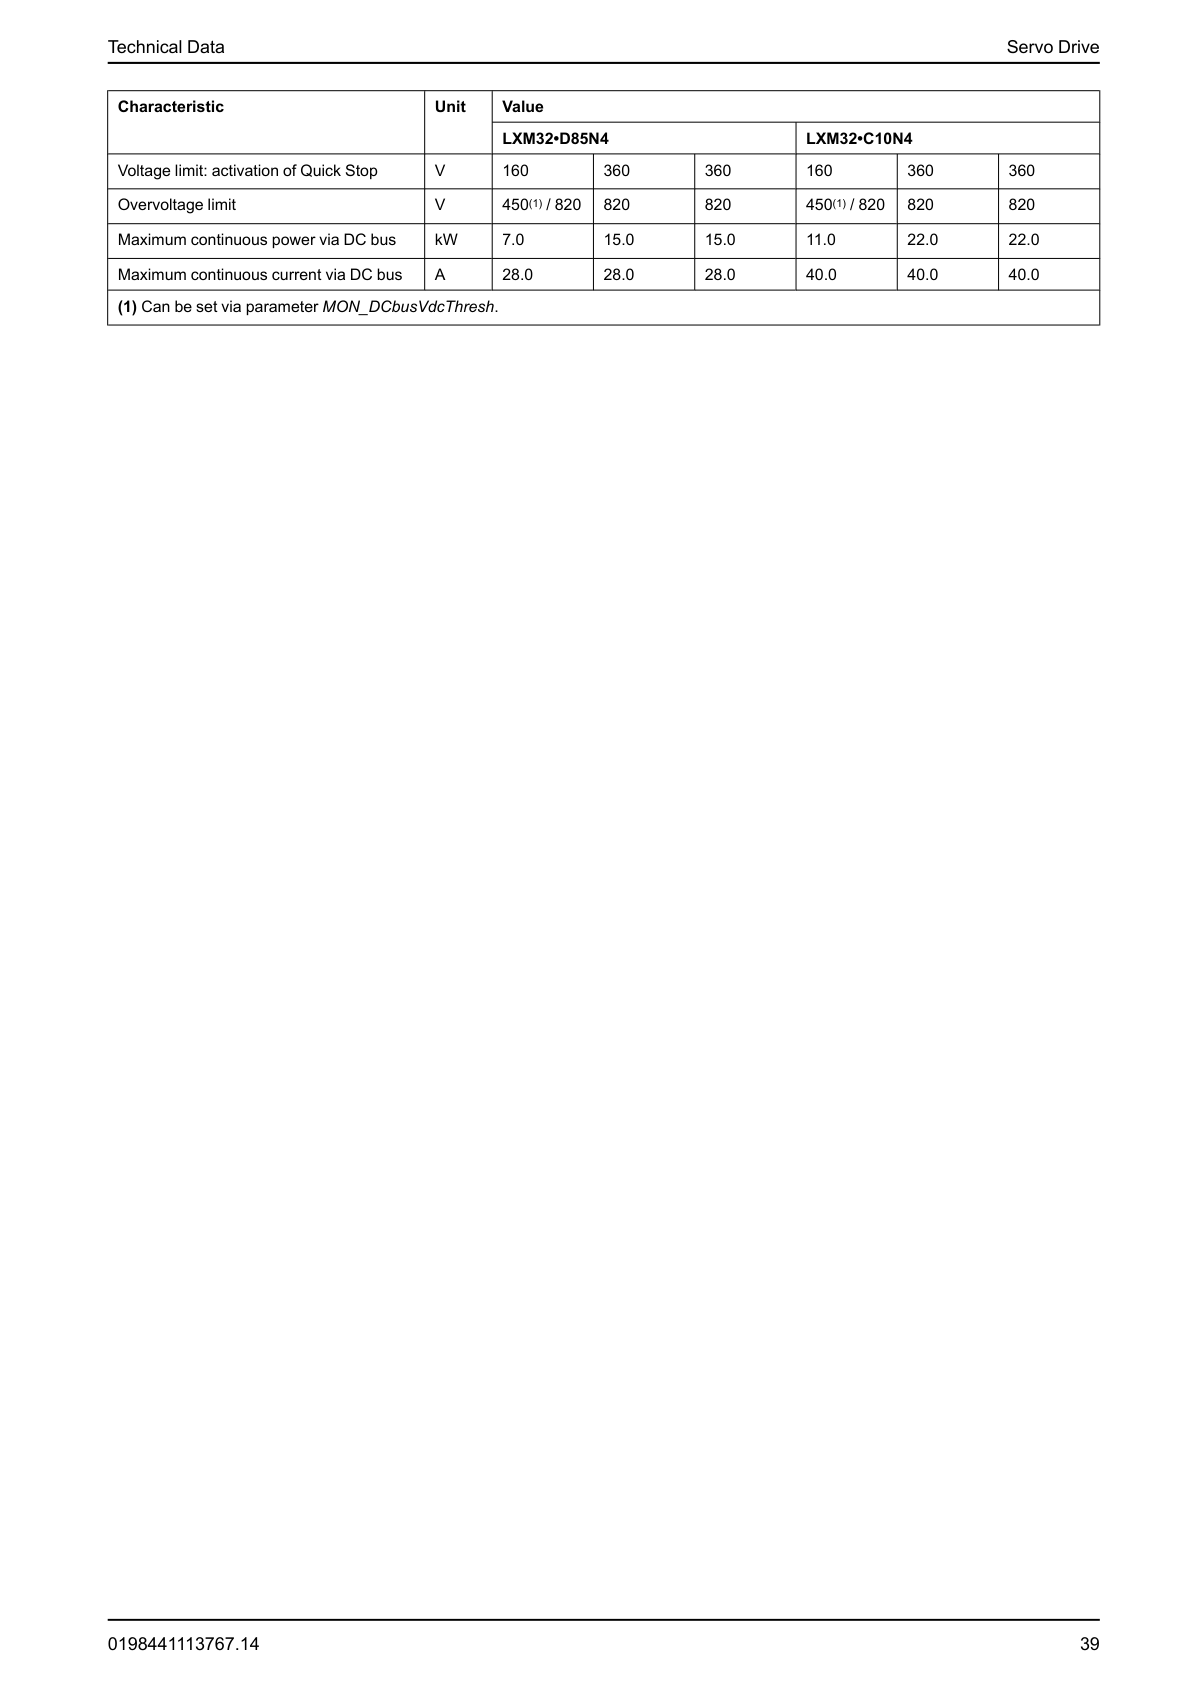 Technical Data Servo Drive
Characteristic Unit Value
LXM32•D85N4 LXM32•C10N4
Voltage limit: activation of Quick Stop V 160 360 360 160 360 360
Overvoltage limit V 450(1) / 820 820 820 450(1) / 820 820 820
Maximum continuous power via DC bus kW 7.0 15.0 15.0 11.0 22.0 22.0
Maximum continuous current via DC bus A 28.0 28.0 28.0 40.0 40.0 40.0
(1) Can be set via parameter MON_DCbusVdcThresh.
0198441113767.14 39